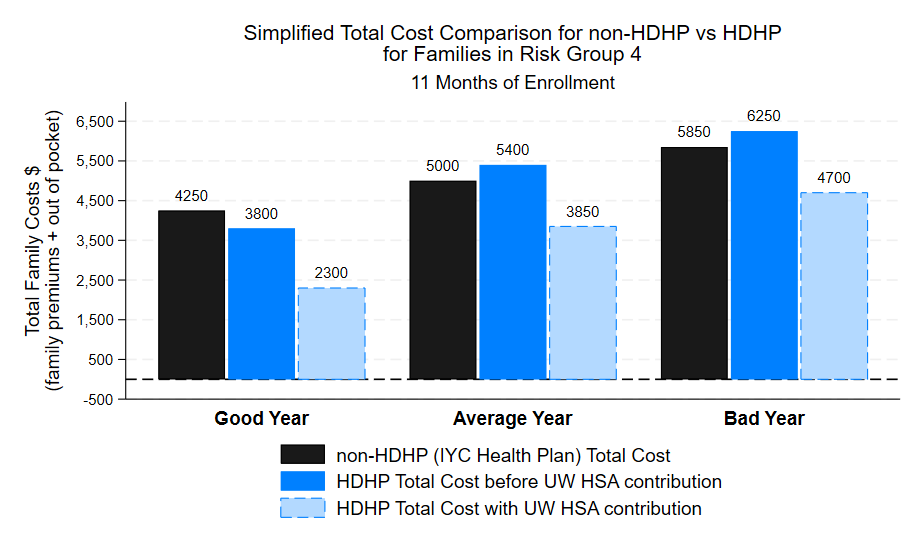 Simplified Total Cost Comparison for non-HDHP vs HDHP
for Families in Risk Group 4
11 Months of Enrollment
Total Family Costs $
(family premiums + out of pocket)
6,500
5,500
4,500
3,500
2,500
1,500
500
-500
4250
3800
2300
5000
5400
3850
5850
6250
4700
Good Year
Average Year
Bad Year
non-HDHP (IYC Health Plan) Total Cost
HDHP Total Cost before UW HSA contribution
HDHP Total Cost with UW HSA contribution